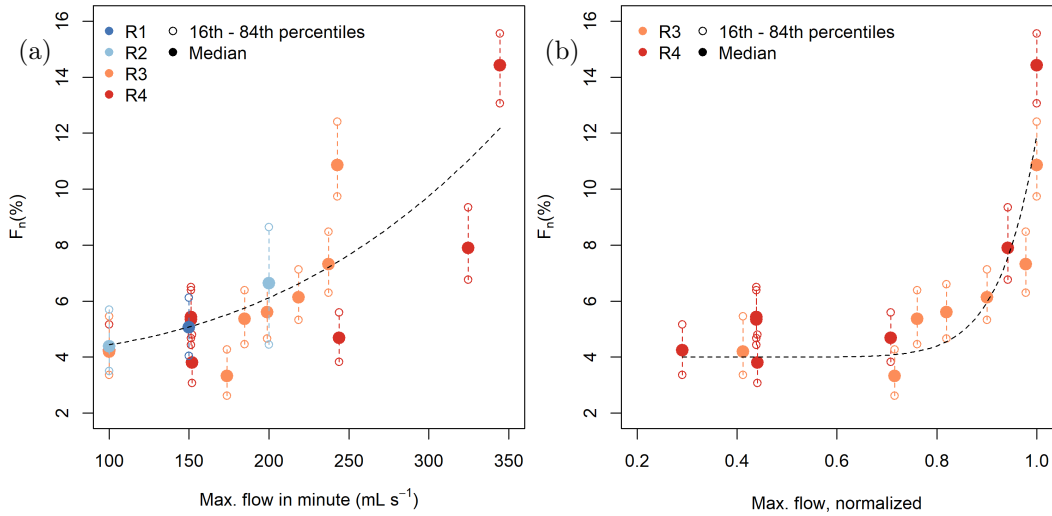 (a)
R1
R2
R3
R4
16th - 84th percentiles
Median
Fn(%)
2
4
6
8
10
12
14
16
100
150
200
250
300
350
Max. flow in minute (mL s−1)
(b)
R3
R4
16th - 84th percentiles
Median
Fn(%)
2
4
6
8
10
12
14
16
0.2
0.4
0.6
0.8
1.0
Max. flow, normalized